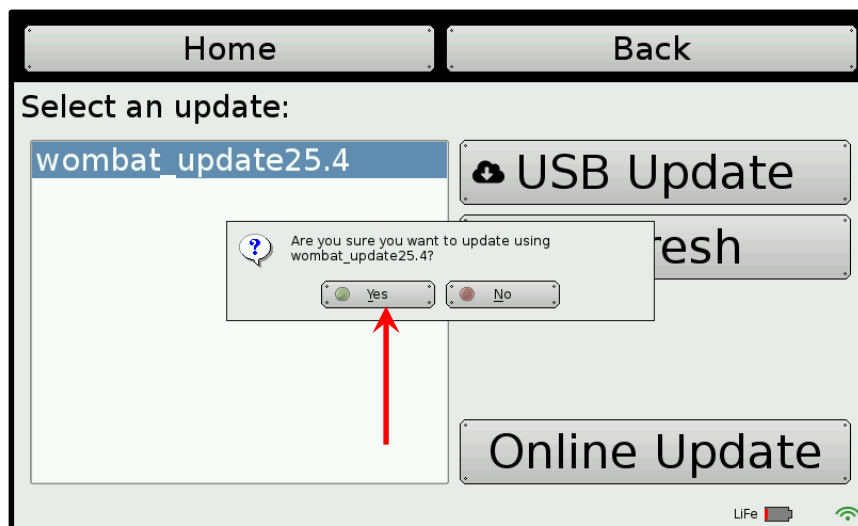 Home
Back
Select an update:
wombat_update25.4
USB Update
resh
Are you sure you want to update using
wombat_update25.4?
Yes
No
Online Update
LiFe